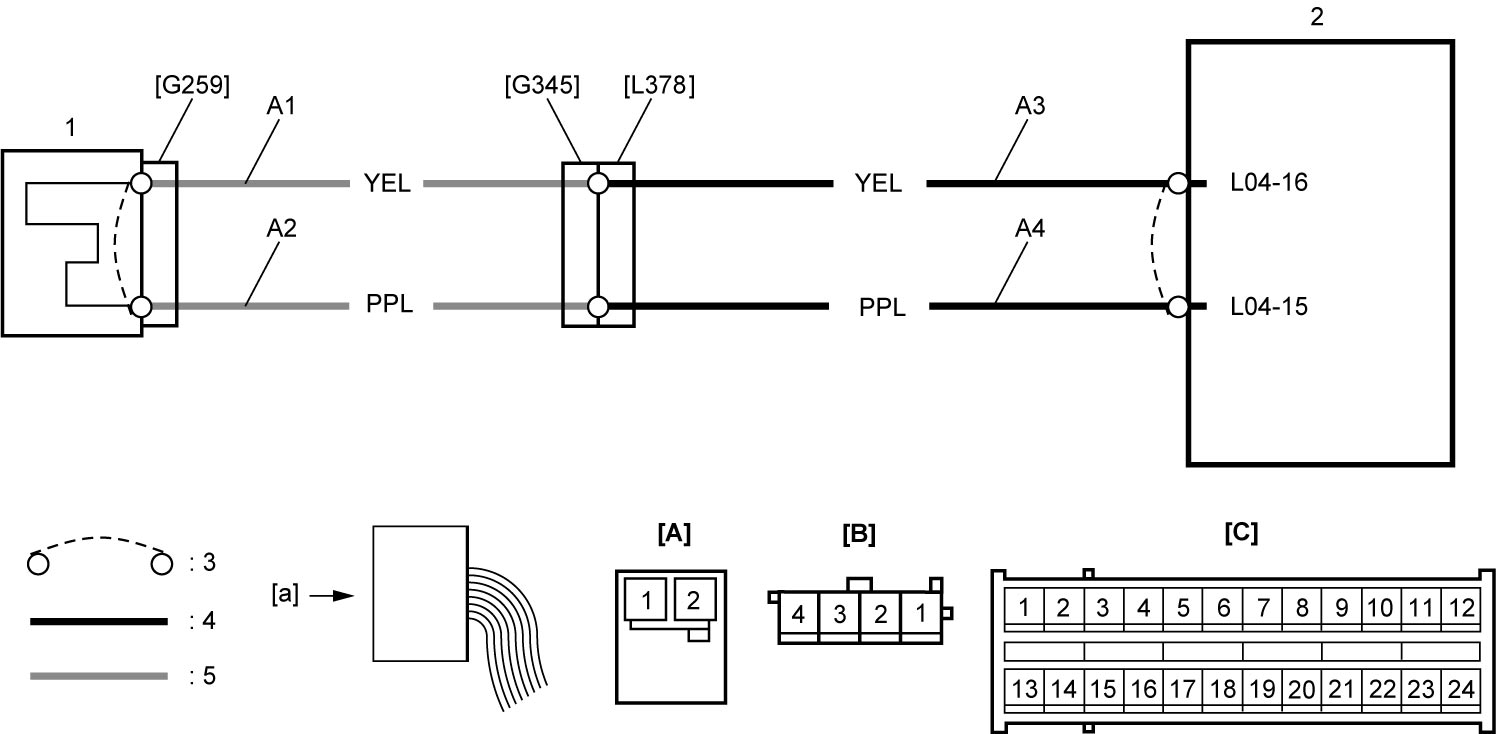 2
[G259] [G345] [L378]
A1 A3
1
YEL YEL L04-16
A2 A4
PPL PPL L04-15
[A] [B] [C]
: 3
[a]
: 4
: 5
1 2
4 3 2 1
1 2 3 4 5 6 7 8 9 10 11 12
13 14 15 16 17 18 19 20 21 22 23 24